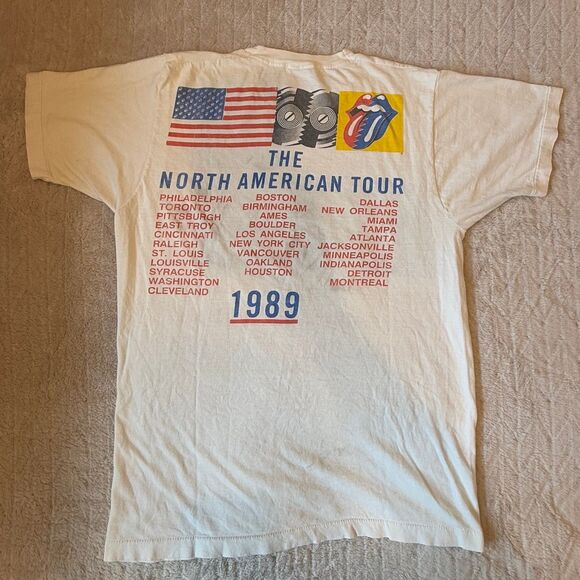 THE
NORTH AMERICAN TOUR
PHILADELPHIA
TORONTO
PITTSBURGH
EAST TROY
CINCINNATI
RALEIGH
ST. LOUIS
LOUISVILLE
SYRACUSE
WASHINGTON
CLEVELAND
BOSTON
BIRMINGHAM
AMES
BOULDER
LOS ANGELES
NEW YORK CITY
VANCOUVER
OAKLAND
HOUSTON
DALLAS
NEW ORLEANS
MIAMI
TAMPA
ATLANTA
JACKSONVILLE
MINNEAPOLIS
INDIANAPOLIS
DETROIT
MONTREAL
1989